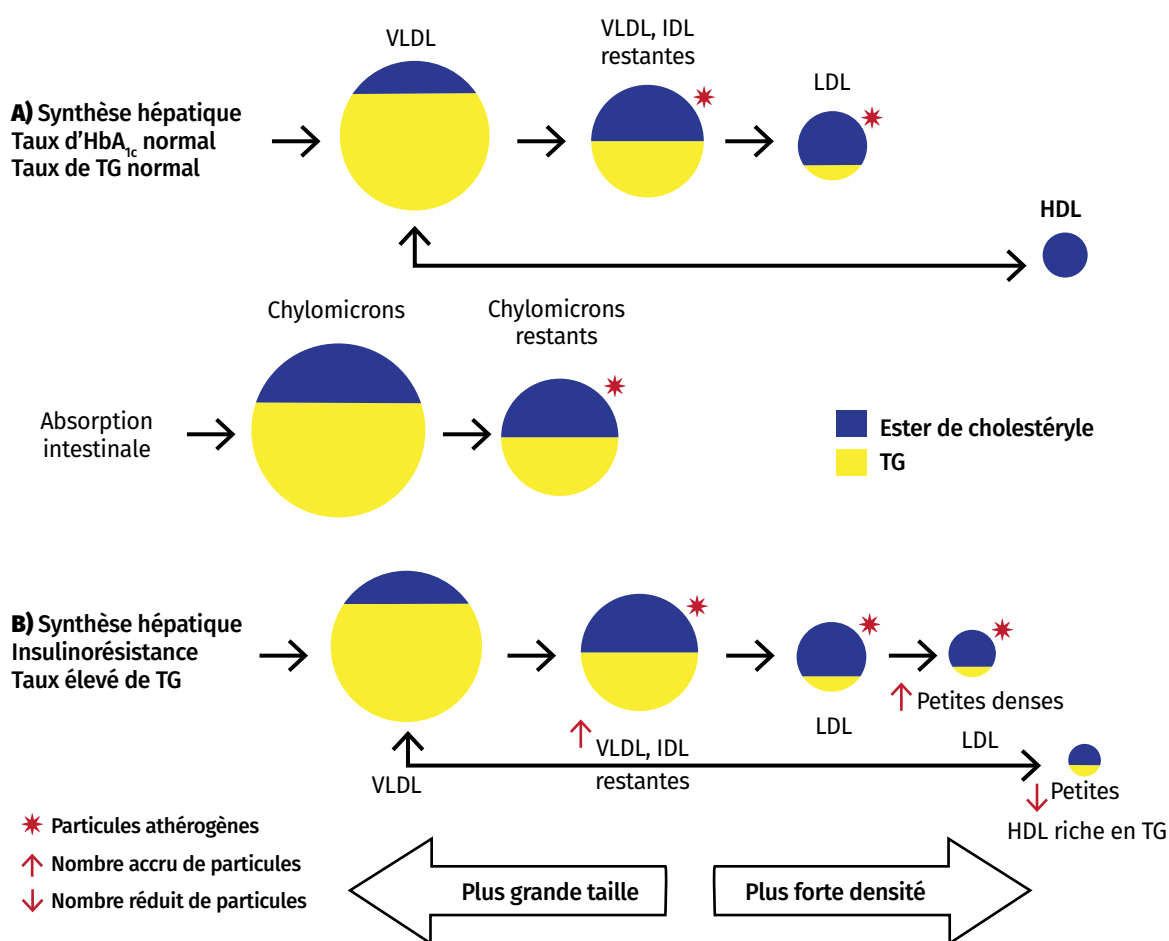 VLDL
VLDL, IDL
restantes
LDL
A) Synthèse hépatique
Taux d’HbA1c normal
Taux de TG normal
HDL
Chylomicrons
Chylomicrons
restants
Absorption
intestinale
Ester de cholestéryle
TG
B) Synthèse hépatique
Insulinorésistance
Taux élevé de TG
↑ Petites denses
LDL
LDL
↑ VLDL, IDL
restantes
VLDL
↓ Petites
HDL riche en TG
Particules athérogènes
↑ Nombre accru de particules
↓ Nombre réduit de particules
Plus grande taille
Plus forte densité